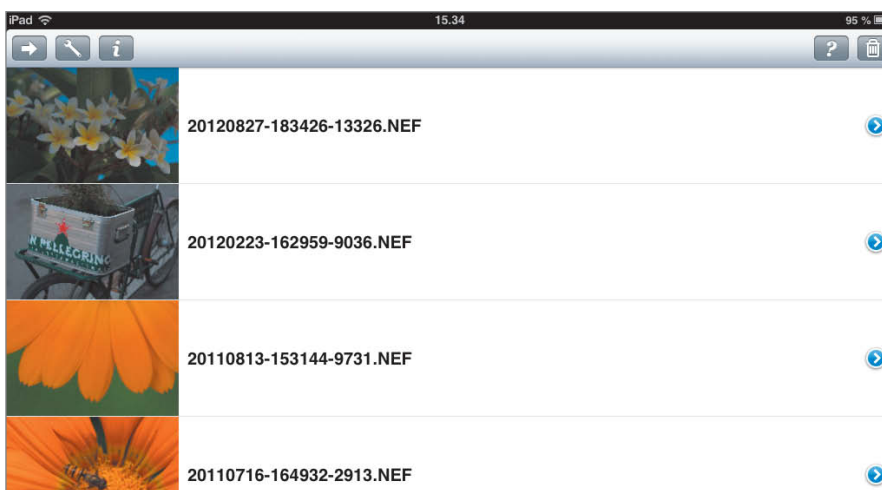 iPad 15.34 95 %
i ?
20120827-183426-13326.NEF
PELLEGRINO
20120223-162959-9036.NEF
20110813-153144-9731.NEF
20110716-164932-2913.NEF